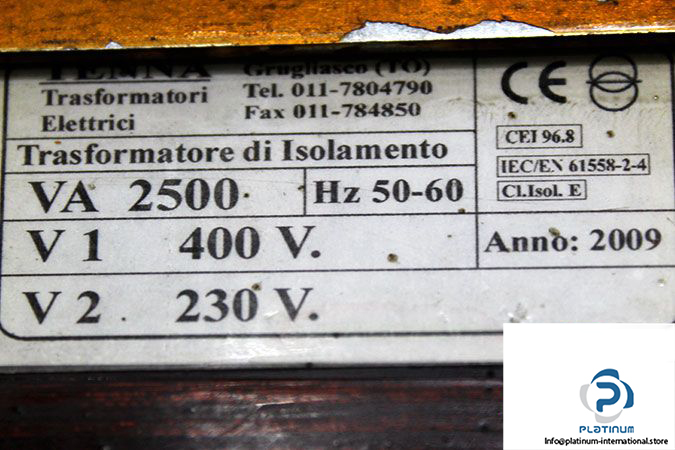 TENNA
Trasformatori
Elettrici
Grugliasco (TO)
Tel. 011-7804790
Fax 011-784850
CE
Trasformatore di Isolamento
VA 2500
Hz 50-60
CEI 96.8
IEC/EN 61558-2-4
Cl.Isol. E
V 1 400 V.
Anno: 2009
V 2 230 V.
PLATINUM
Info@platinum-international.store